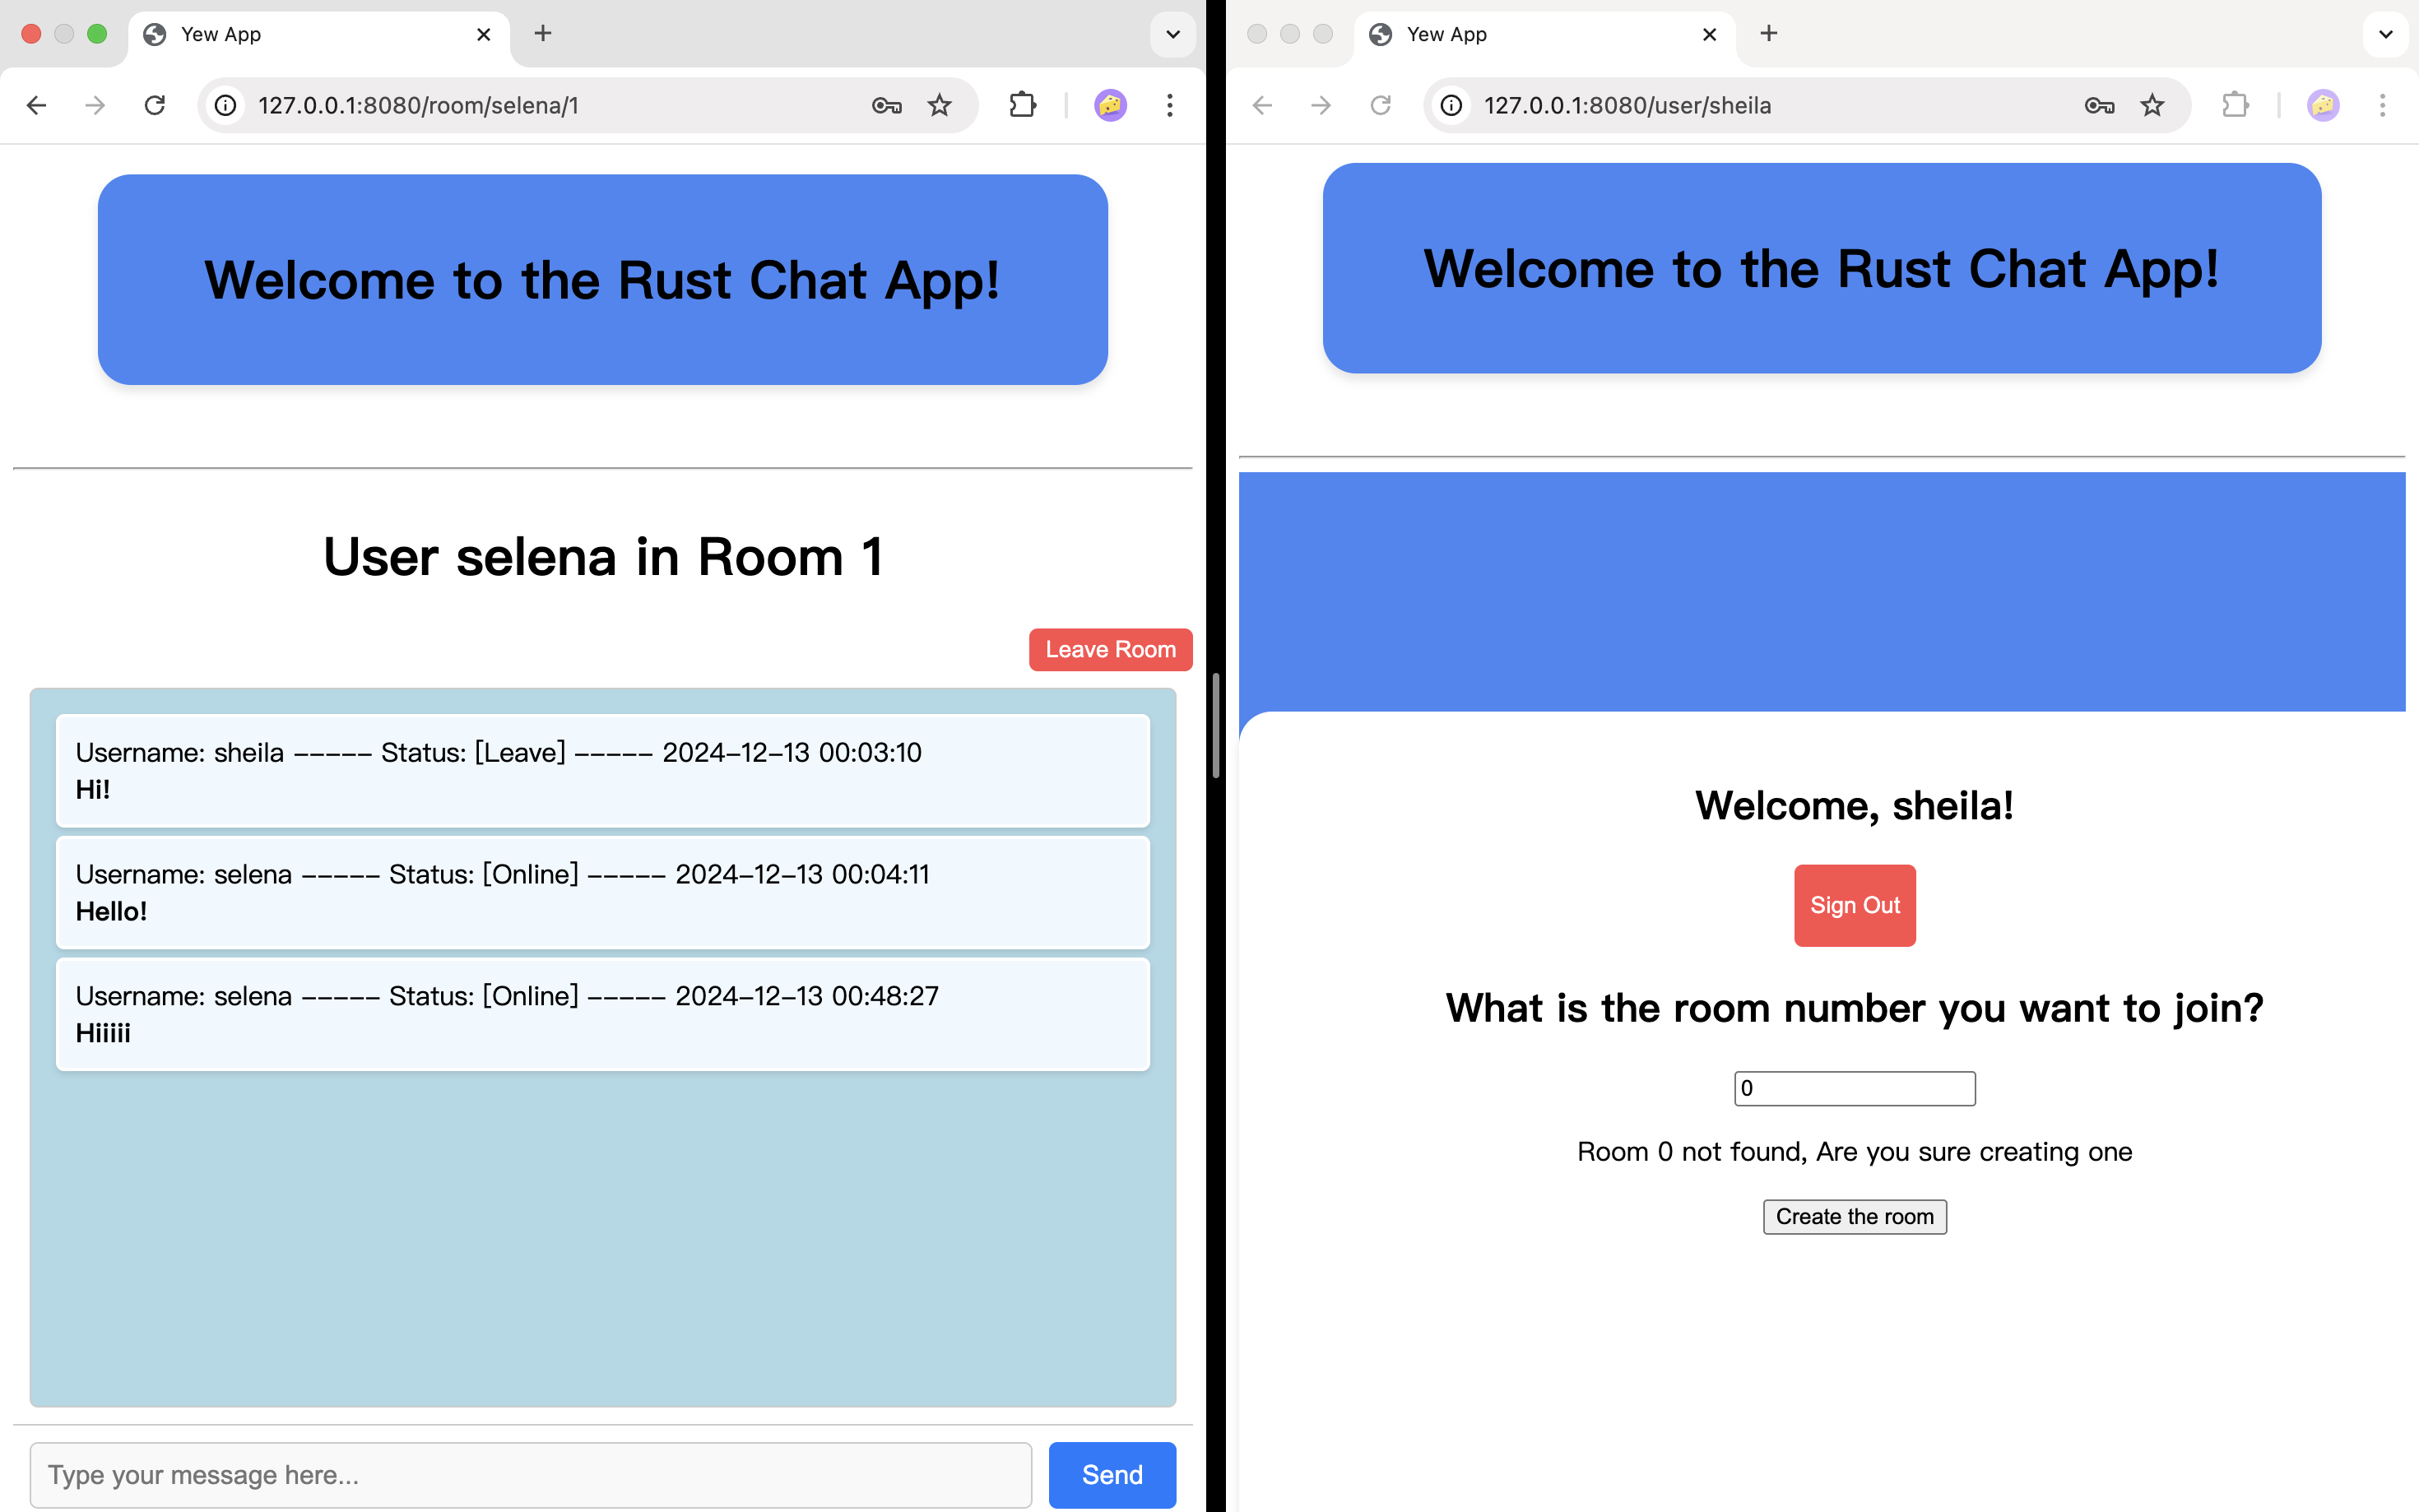 Yew App
127.0.0.1:8080/room/selena/1
Welcome to the Rust Chat App!
User selena in Room 1
Leave Room
Username: sheila ----- Status: [Leave] ----- 2024-12-13 00:03:10
Hi!
Username: selena ----- Status: [Online] ----- 2024-12-13 00:04:11
Hello!
Username: selena ----- Status: [Online] ----- 2024-12-13 00:48:27
Hiiiii
Type your message here...
Send
Yew App
127.0.0.1:8080/user/sheila
Welcome to the Rust Chat App!
Welcome, sheila!
Sign Out
What is the room number you want to join?
0
Room 0 not found, Are you sure creating one
Create the room